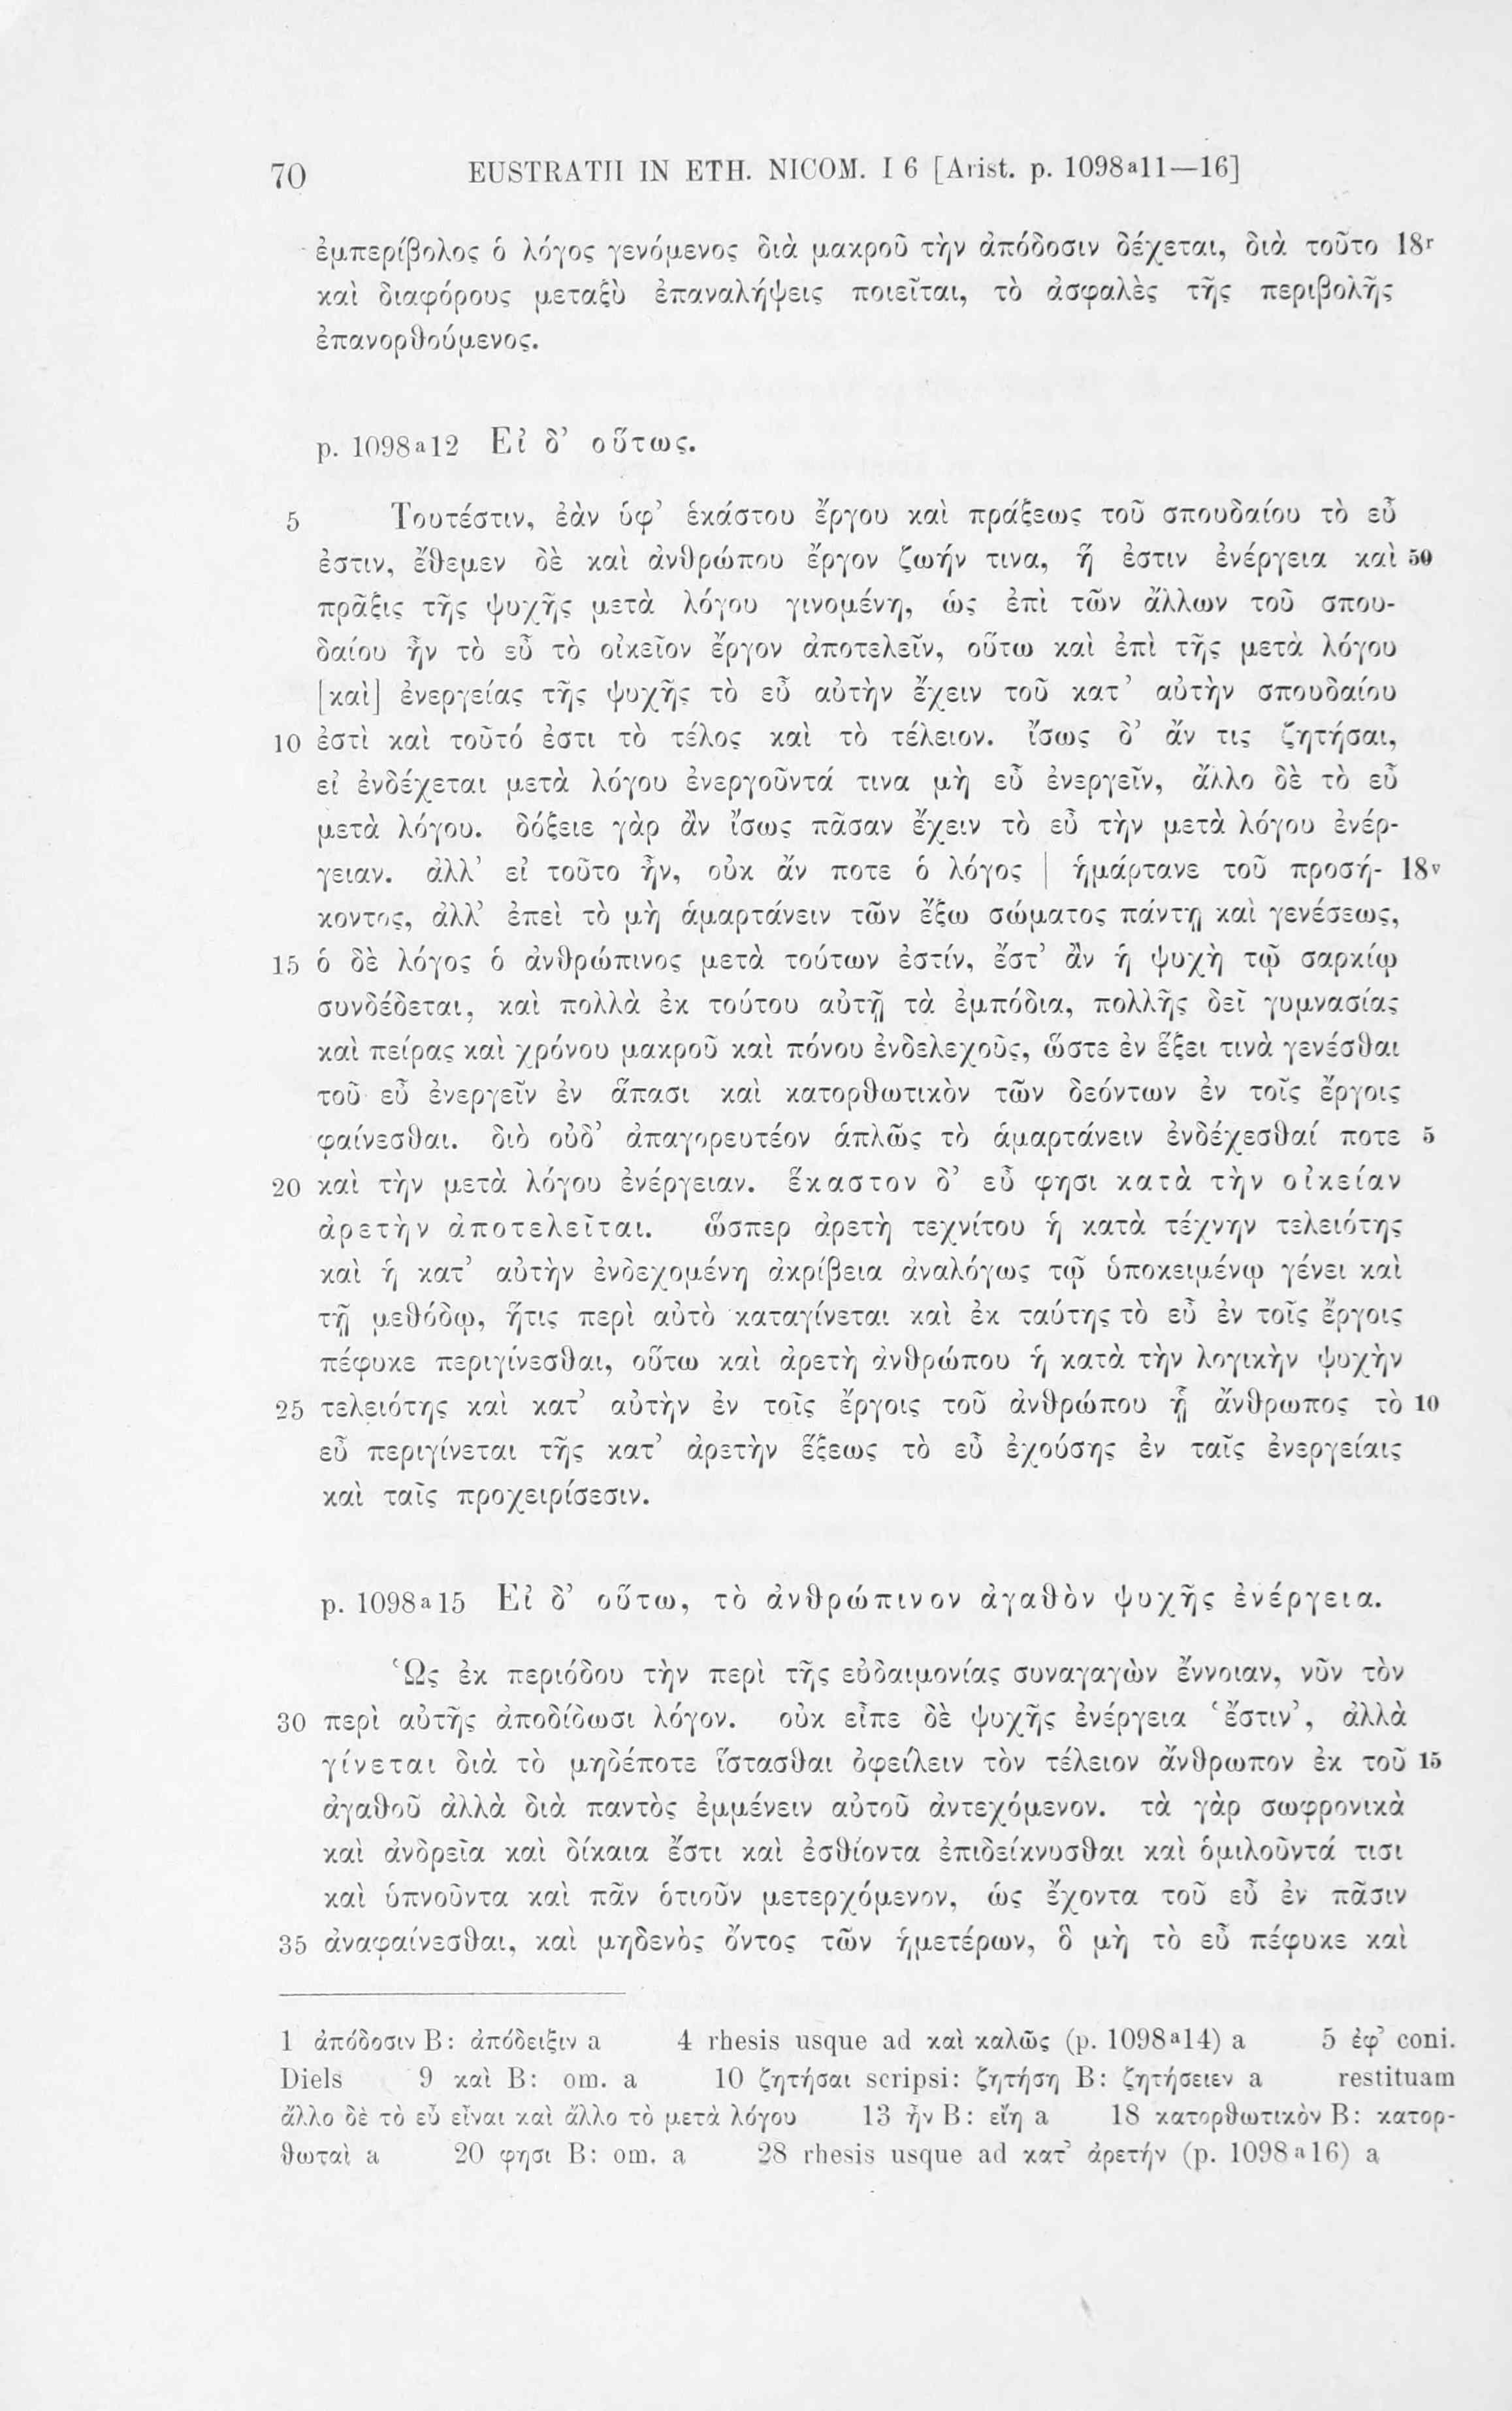 70 EUSTRATII IN ETH. NICOM. I 6 [Arist. p. 1098a11—16]
ἐμπερίβολος ὁ λόγος γενόμενος διὰ μακροῦ τὴν ἀπόδοσιν δέχεται, διὰ τοῦτο 18r
καὶ διαφόρους μεταξὺ ἐπαναλήψεις ποιεῖται, τὸ ἀσφαλὲς τῆς περιβολῆς
ἐπανορθούμενος.
p. 1098a12 Εἰ δ’ οὕτως.
5 Τουτέστιν, ἐὰν ὑφ’ ἑκάστου ἔργου καὶ πράξεως τοῦ σπουδαίου τὸ εὖ
ἐστιν, ἔθεμεν δὲ καὶ ἀνθρώπου ἔργον ζωήν τινα, ἥ ἐστιν ἐνέργεια καὶ 50
πρᾶξις τῆς ψυχῆς μετὰ λόγου γινομένη, ὡς ἐπὶ τῶν ἄλλων τοῦ σπου-
δαίου ἦν τὸ εὖ τὸ οἰκεῖον ἔργον ἀποτελεῖν, οὕτω καὶ ἐπὶ τῆς μετὰ λόγου
[καὶ] ἐνεργείας τῆς ψυχῆς τὸ εὖ αὐτὴν ἔχειν τοῦ κατ’ αὐτὴν σπουδαίου
10 ἐστὶ καὶ τοῦτό ἐστι τὸ τέλος καὶ τὸ τέλειον. ἴσως δ’ ἄν τις ζητήσαι,
εἰ ἐνδέχεται μετὰ λόγου ἐνεργοῦντά τινα μὴ εὖ ἐνεργεῖν, ἄλλο δὲ τὸ εὖ
μετὰ λόγου. δόξειε γὰρ ἂν ἴσως πᾶσαν ἔχειν τὸ εὖ τὴν μετὰ λόγου ἐνέρ-
γειαν. ἀλλ’ εἰ τοῦτο ἦν, οὐκ ἄν ποτε ὁ λόγος | ἡμάρτανε τοῦ προσή- 18v
κοντος, ἀλλ’ ἐπεὶ τὸ μὴ ἁμαρτάνειν τῶν ἔξω σώματος πάντῃ καὶ γενέσεως,
15 ὁ δὲ λόγος ὁ ἀνθρώπινος μετὰ τούτων ἐστίν, ἔστ’ ἂν ἡ ψυχὴ τῷ σαρκίῳ
συνδέδεται, καὶ πολλὰ ἐκ τούτου αὐτῇ τὰ ἐμπόδια, πολλῆς δεῖ γυμνασίας
καὶ πείρας καὶ χρόνου μακροῦ καὶ πόνου ἐνδελεχοῦς, ὥστε ἐν ἕξει τινὰ γενέσθαι
τοῦ εὖ ἐνεργεῖν ἐν ἅπασι καὶ κατορθωτικὸν τῶν δεόντων ἐν τοῖς ἔργοις
φαίνεσθαι. διὸ οὐδ’ ἀπαγορευτέον ἁπλῶς τὸ ἁμαρτάνειν ἐνδέχεσθαί ποτε 5
20 καὶ τὴν μετὰ λόγου ἐνέργειαν. ἕκαστον δ’ εὖ φησι κατὰ τὴν οἰκείαν
ἀρετὴν ἀποτελεῖται. ὥσπερ ἀρετὴ τεχνίτου ἡ κατὰ τέχνην τελειότης
καὶ ἡ κατ’ αὐτὴν ἐνδεχομένη ἀκρίβεια ἀναλόγως τῷ ὑποκειμένῳ γένει καὶ
τῇ μεθόδῳ, ἥτις περὶ αὐτὸ καταγίνεται καὶ ἐκ ταύτης τὸ εὖ ἐν τοῖς ἔργοις
πέφυκε περιγίνεσθαι, οὕτω καὶ ἀρετὴ ἀνθρώπου ἡ κατὰ τὴν λογικὴν ψυχὴν
25 τελειότης καὶ κατ’ αὐτὴν ἐν τοῖς ἔργοις τοῦ ἀνθρώπου ᾗ ἄνθρωπος τὸ 10
εὖ περιγίνεται τῆς κατ’ ἀρετὴν ἕξεως τὸ εὖ ἐχούσης ἐν ταῖς ἐνεργείαις
καὶ ταῖς προχειρίσεσιν.
p. 1098a15 Εἰ δ’ οὕτω, τὸ ἀνθρώπινον ἀγαθὸν ψυχῆς ἐνέργεια.
Ὡς ἐκ περιόδου τὴν περὶ τῆς εὐδαιμονίας συναγαγὼν ἔννοιαν, νῦν τὸν
30 περὶ αὐτῆς ἀποδίδωσι λόγον. οὐκ εἶπε δὲ ψυχῆς ἐνέργεια ‘ἔστιν’, ἀλλὰ
γίνεται διὰ τὸ μηδέποτε ἵστασθαι ὀφείλειν τὸν τέλειον ἄνθρωπον ἐκ τοῦ 15
ἀγαθοῦ ἀλλὰ διὰ παντὸς ἐμμένειν αὐτοῦ ἀντεχόμενον. τὰ γὰρ σωφρονικὰ
καὶ ἀνδρεῖα καὶ δίκαια ἔστι καὶ ἐσθίοντα ἐπιδείκνυσθαι καὶ ὁμιλοῦντά τισι
καὶ ὑπνοῦντα καὶ πᾶν ὁτιοῦν μετερχόμενον, ὡς ἔχοντα τοῦ εὖ ἐν πᾶσιν
35 ἀναφαίνεσθαι, καὶ μηδενὸς ὄντος τῶν ἡμετέρων, ὃ μὴ τὸ εὖ πέφυκε καὶ
1 ἀπόδοσιν B: ἀπόδειξιν a 4 rhesis usque ad καὶ καλῶς (p. 1098a14) a 5 ἐφ’ coni.
Diels 9 καὶ B: om. a 10 ζητήσαι scripsi: ζητήση B: ζητήσειεν a restituam
ἄλλο δὲ τὸ εὖ εἶναι καὶ ἄλλο τὸ μετὰ λόγου 13 ἦν B: εἴη a 18 κατορθωτικὸν B: κατορ-
θωταὶ a 20 φησι B: om. a 28 rhesis usque ad κατ’ ἀρετήν (p. 1098a16) a